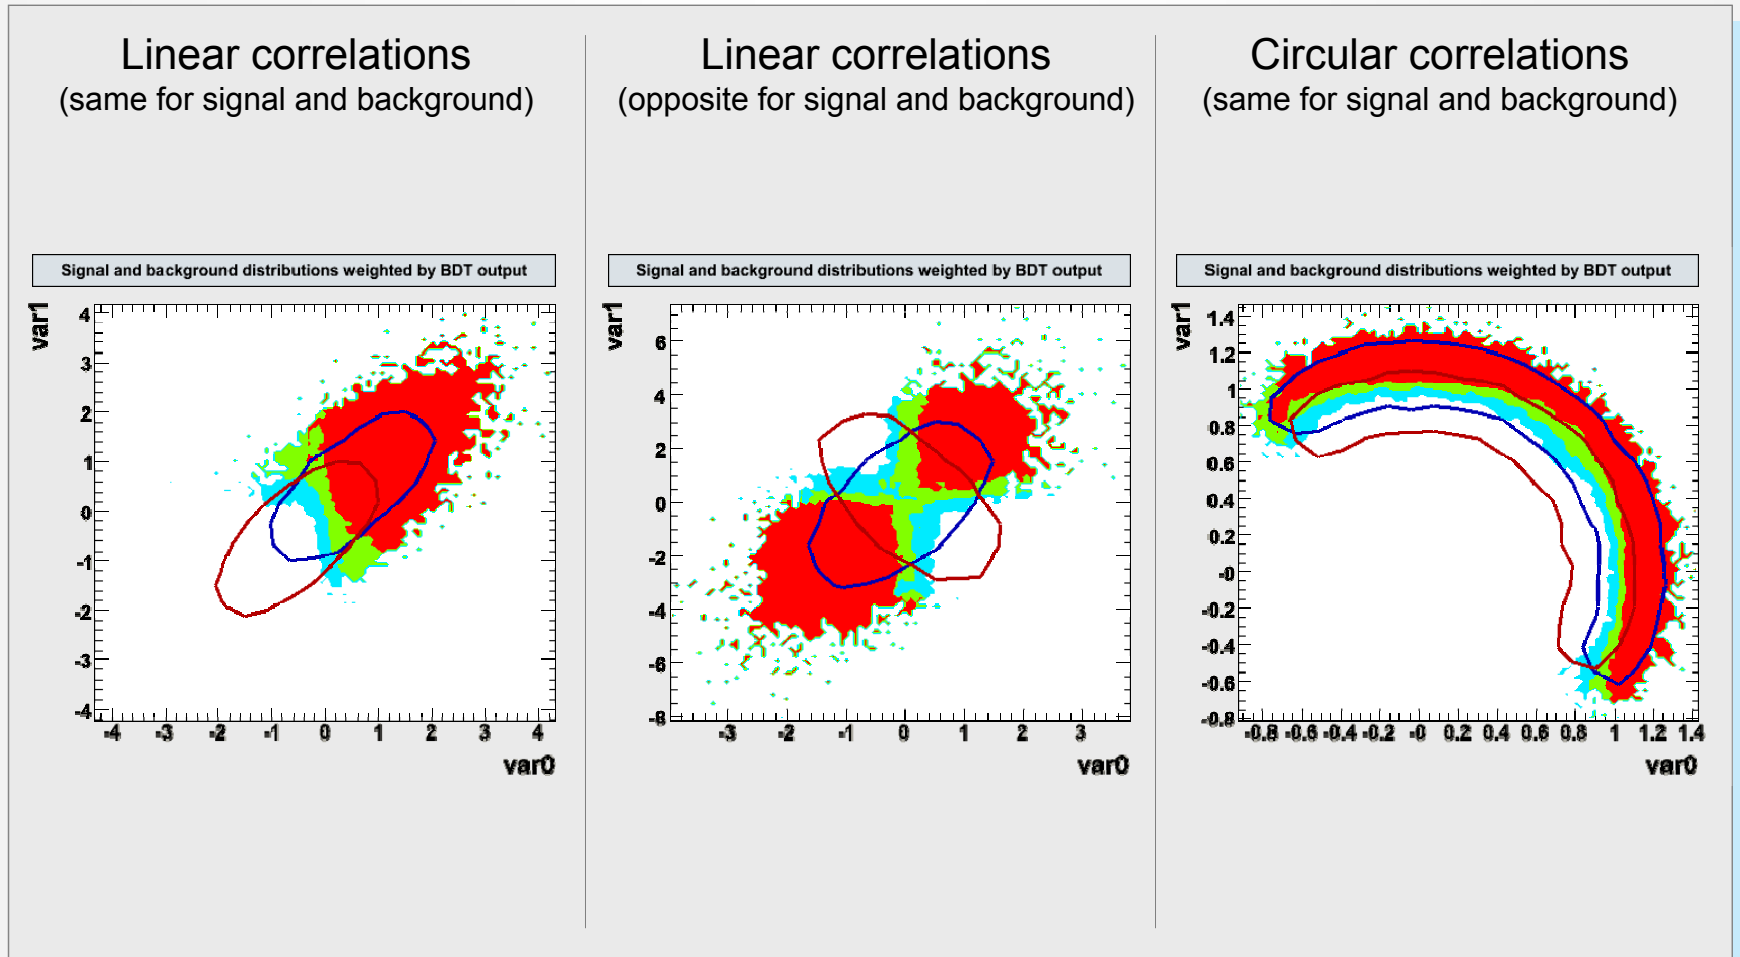 Linear correlations
(same for signal and background)
Signal and background distributions weighted by BDT output
var1
4
3
2
1
0
-1
-2
-3
-4
-4 -3 -2 -1 0 1 2 3 4
var0
Linear correlations
(opposite for signal and background)
Signal and background distributions weighted by BDT output
var1
6
4
2
0
-2
-4
-6
-8
-3 -2 -1 0 1 2 3
var0
Circular correlations
(same for signal and background)
Signal and background distributions weighted by BDT output
var1
1.4
1.2
1
0.8
0.6
0.4
0.2
-0
-0.2
-0.4
-0.6
-0.8
-0.8 -0.6 -0.4 -0.2 -0 0.2 0.4 0.6 0.8 1 1.2 1.4
var0